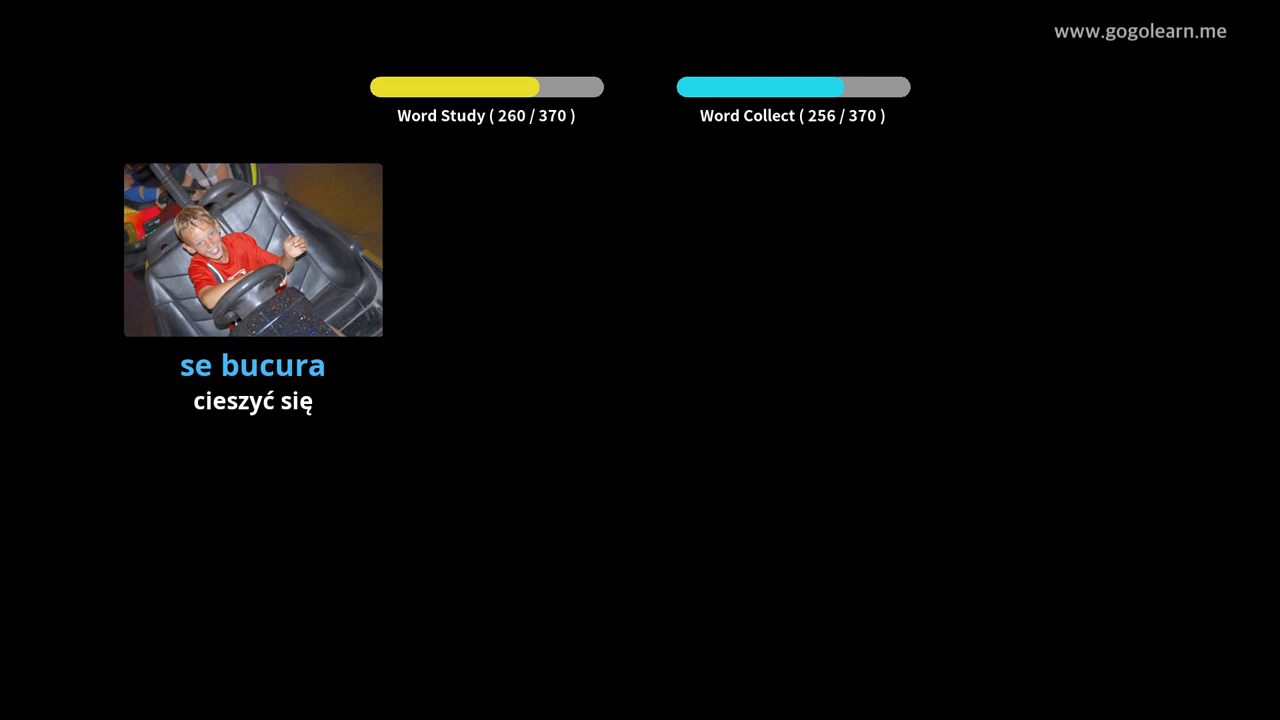 www.gogolearn.me
Word Study ( 260 / 370 )
Word Collect ( 256 / 370 )
se bucura
cieszyć się